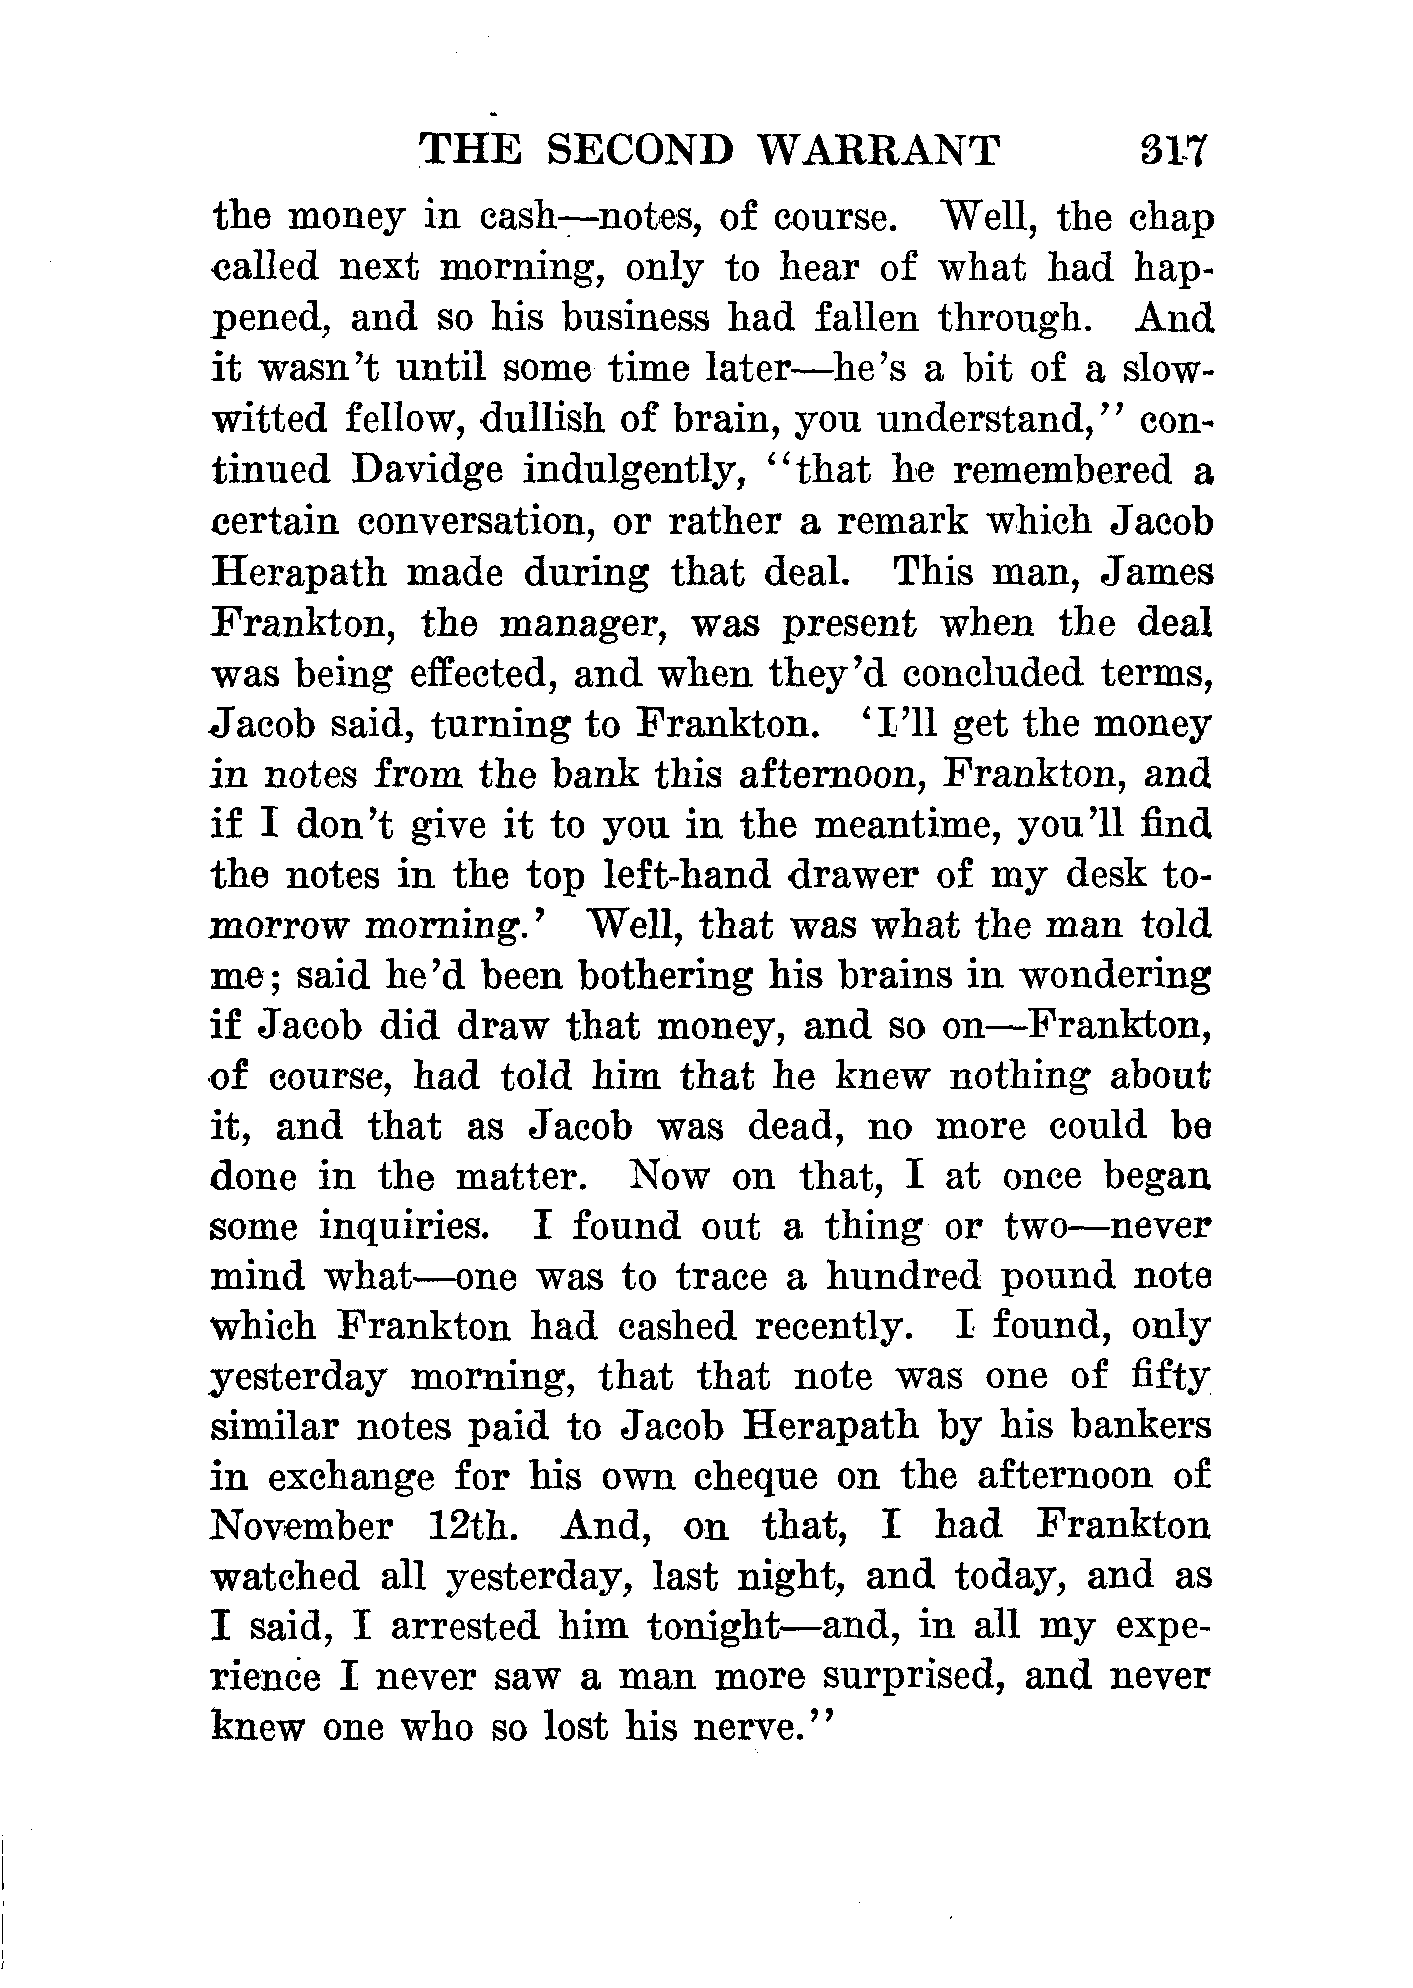 THE SECOND WARRANT 317
the money in cash—notes, of course. Well, the chap
called next morning, only to hear of what had hap-
pened, and so his business had fallen through. And
it wasn't until some time later—he's a bit of a slow-
witted fellow, dullish of brain, you understand,” con-
tinued Davidge indulgently, “that he remembered a
certain conversation, or rather a remark which Jacob
Herapath made during that deal. This man, James
Frankton, the manager, was present when the deal
was being effected, and when they'd concluded terms,
Jacob said, turning to Frankton. ‘I'll get the money
in notes from the bank this afternoon, Frankton, and
if I don't give it to you in the meantime, you'll find
the notes in the top left-hand drawer of my desk to-
morrow morning.’ Well, that was what the man told
me; said he'd been bothering his brains in wondering
if Jacob did draw that money, and so on—Frankton,
of course, had told him that he knew nothing about
it, and that as Jacob was dead, no more could be
done in the matter. Now on that, I at once began
some inquiries. I found out a thing or two—never
mind what—one was to trace a hundred pound note
which Frankton had cashed recently. I found, only
yesterday morning, that that note was one of fifty
similar notes paid to Jacob Herapath by his bankers
in exchange for his own cheque on the afternoon of
November 12th. And, on that, I had Frankton
watched all yesterday, last night, and today, and as
I said, I arrested him tonight—and, in all my expe-
rience I never saw a man more surprised, and never
knew one who so lost his nerve.”